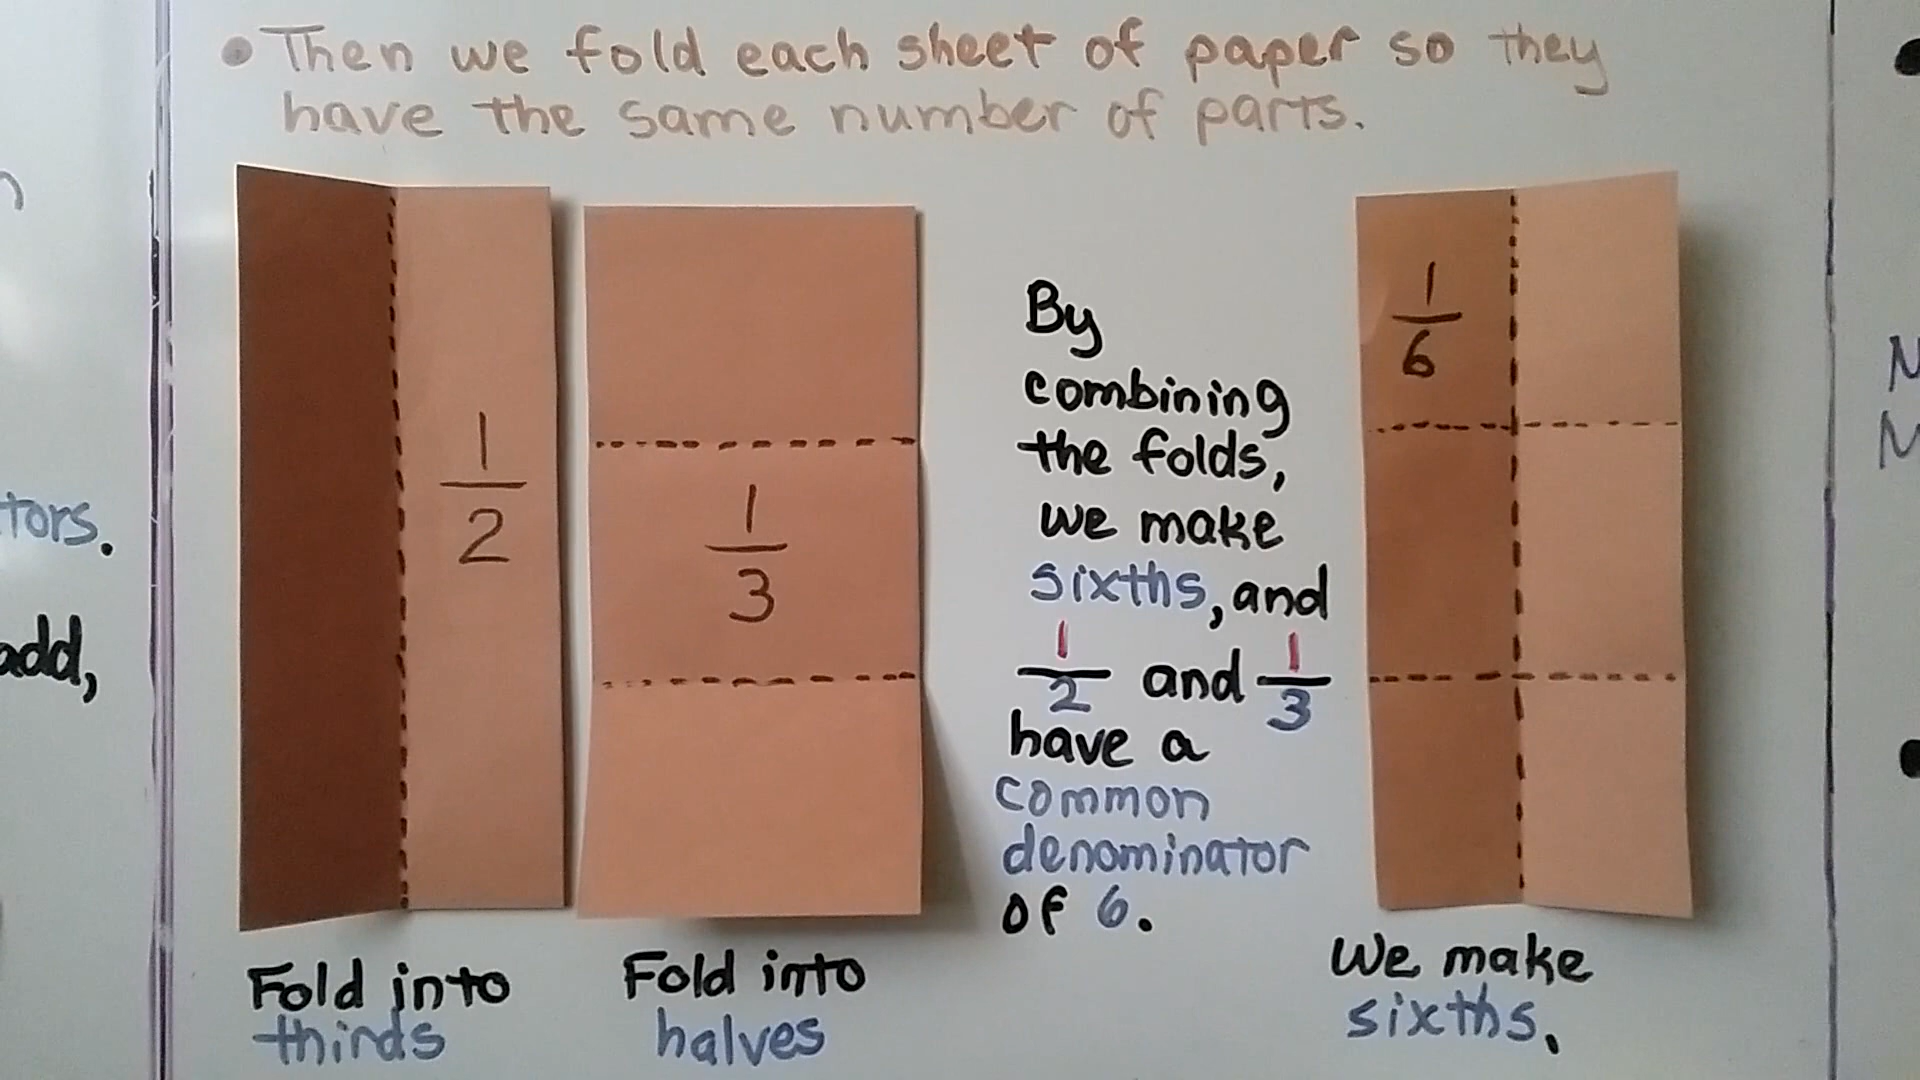 • Then we fold each sheet of paper so they
have the same number of parts.
1
2
1
3
By
combining
the folds,
we make
sixths, and
1/2 and 1/3
have a
common
denominator
of 6.
1
6
Fold into
thirds
Fold into
halves
We make
sixths.
tors.
add,